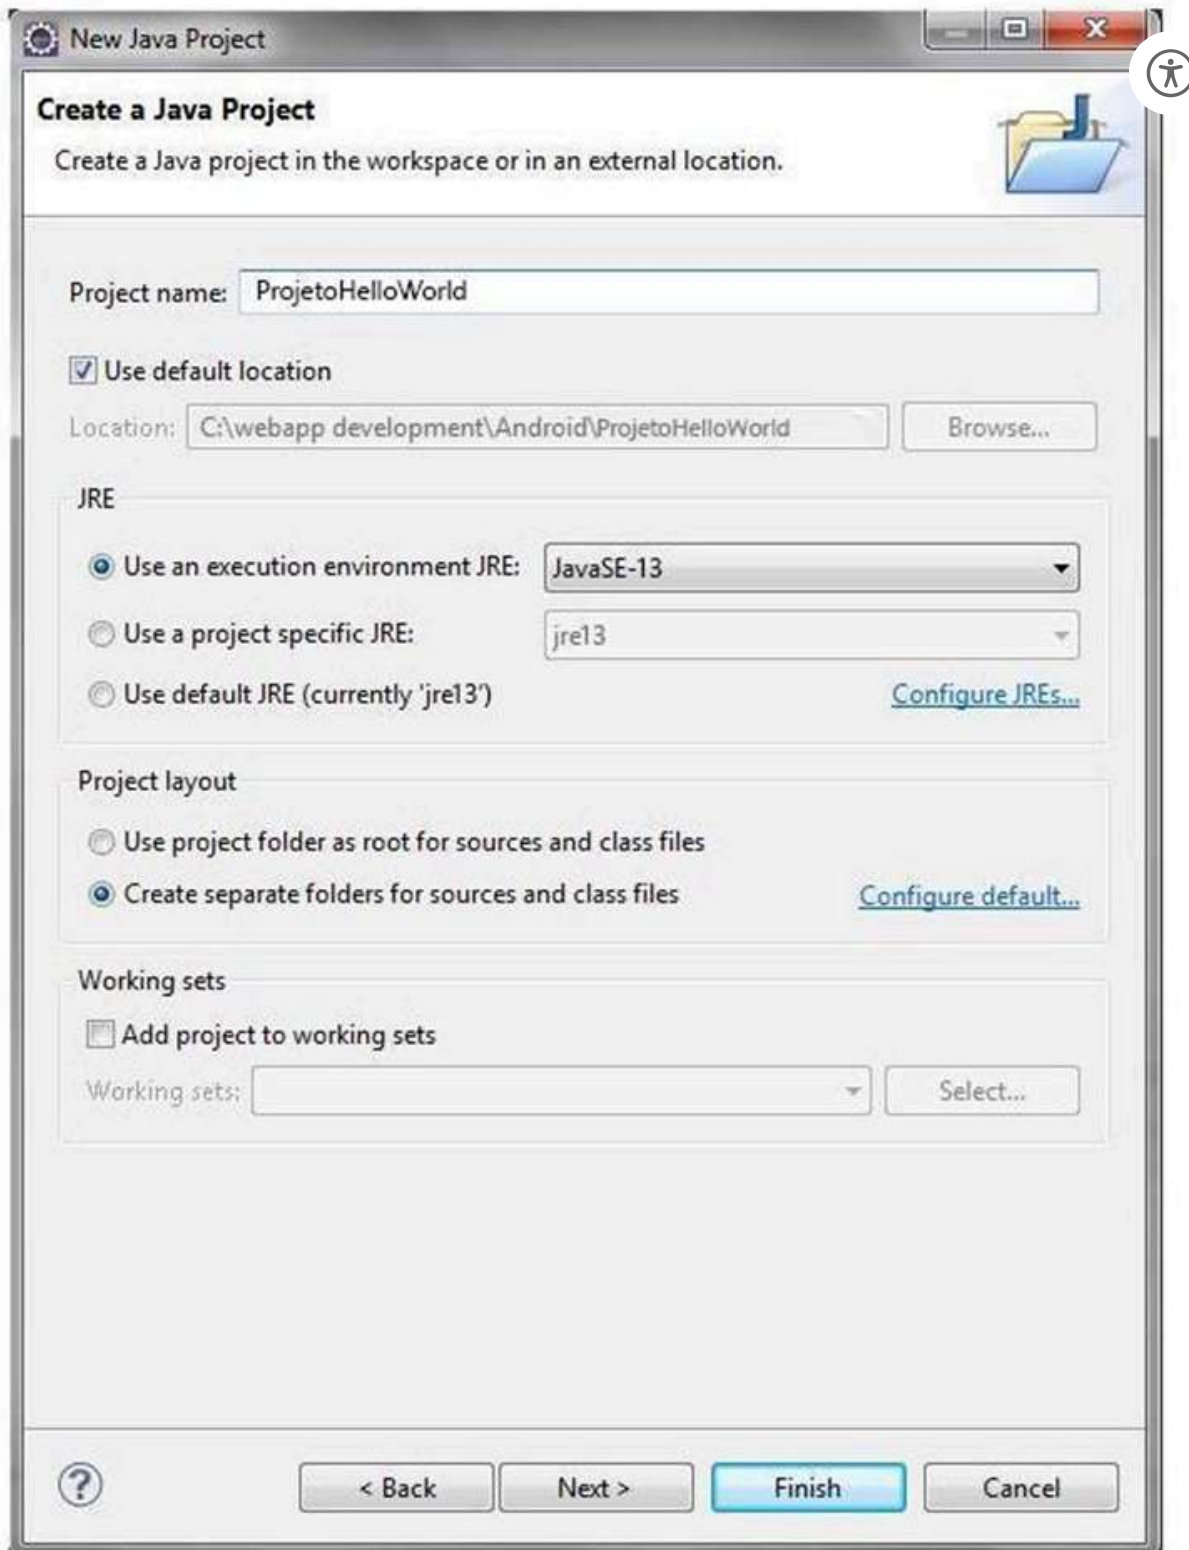 New Java Project
Create a Java Project
Create a Java project in the workspace or in an external location.
Project name: ProjetoHelloWorld
Use default location
Location: C:\webapp development\Android\ProjetoHelloWorld Browse...
JRE
Use an execution environment JRE: JavaSE-13
Use a project specific JRE: jre13
Use default JRE (currently 'jre13') Configure JREs...
Project layout
Use project folder as root for sources and class files
Create separate folders for sources and class files Configure default...
Working sets
Add project to working sets
Working sets: Select...
? < Back Next > Finish Cancel